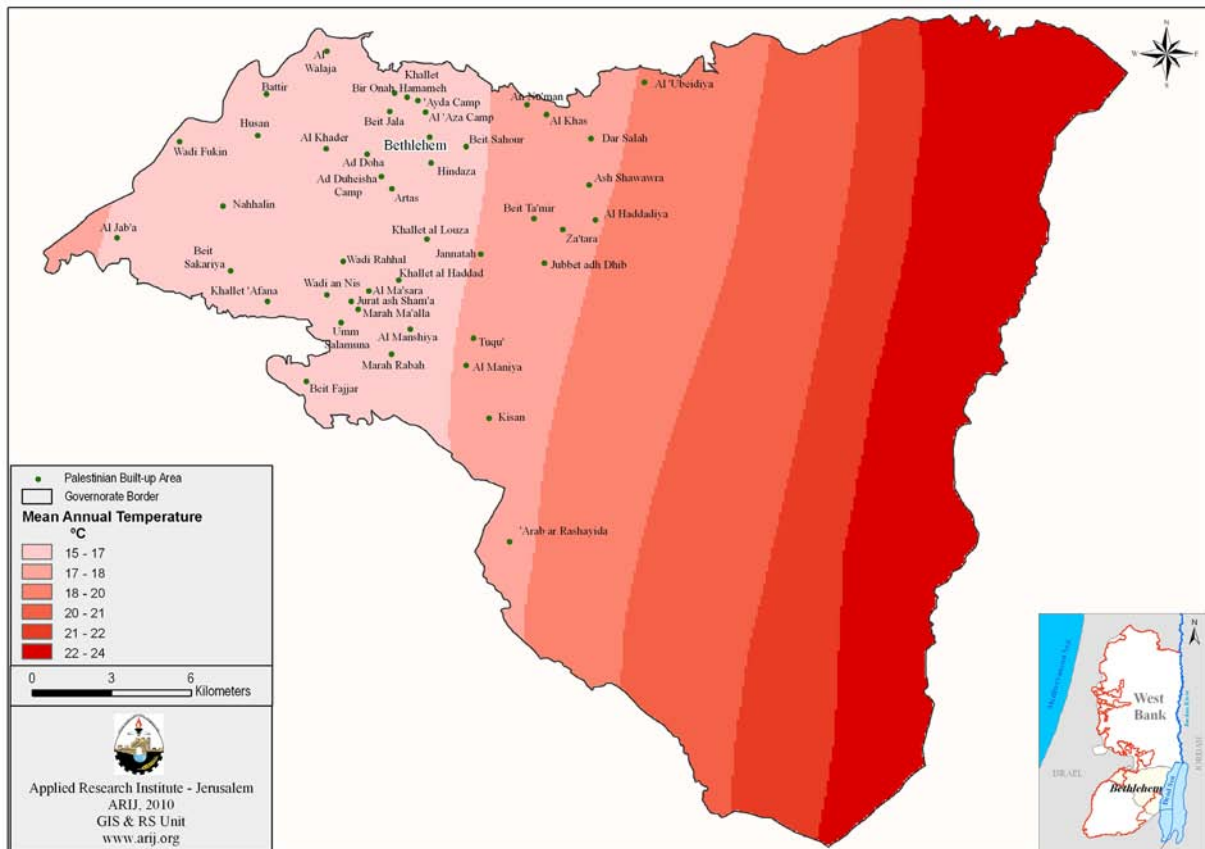 Al
Walaja
Battir
Khallet
Bir Onah Hamameh
'Ayda Camp
Al 'Aza Camp
Beit Jala
Husan
Wadi Fukin
Al Khader
Bethlehem
Beit Sahour
Ad Doha
Hindaza
Ad Duheisha
Camp
Artas
An Nu'man
Al Khas
Al 'Ubeidiya
Dar Salah
Ash Shawawra
Nahhalin
Beit Ta'mir
Al Haddadiya
Za'tara
Al Jab'a
Khallet al Louza
Beit
Sakariya
Wadi Rahhal
Jannatah
Jubbet adh Dhib
Khallet al Haddad
Khallet 'Afana
Wadi an Nis
Al Ma'sara
Jurat ash Sham'a
Marah Ma'alla
Umm
Salamuna
Al Manshiya
Tuqu'
Marah Rabah
Al Maniya
Beit Fajjar
Kisan
'Arab ar Rashayida
N
W
E
S
Palestinian Built-up Area
Governorate Border
Mean Annual Temperature
ºC
15 - 17
17 - 18
18 - 20
20 - 21
21 - 22
22 - 24
0 3 6
Kilometers
Applied Research Institute - Jerusalem
ARIJ, 2010
GIS & RS Unit
www.arij.org
N
Mediterranean Sea
West
Bank
Jordan River
JORDAN
ISRAEL
Bethlehem
Dead Sea